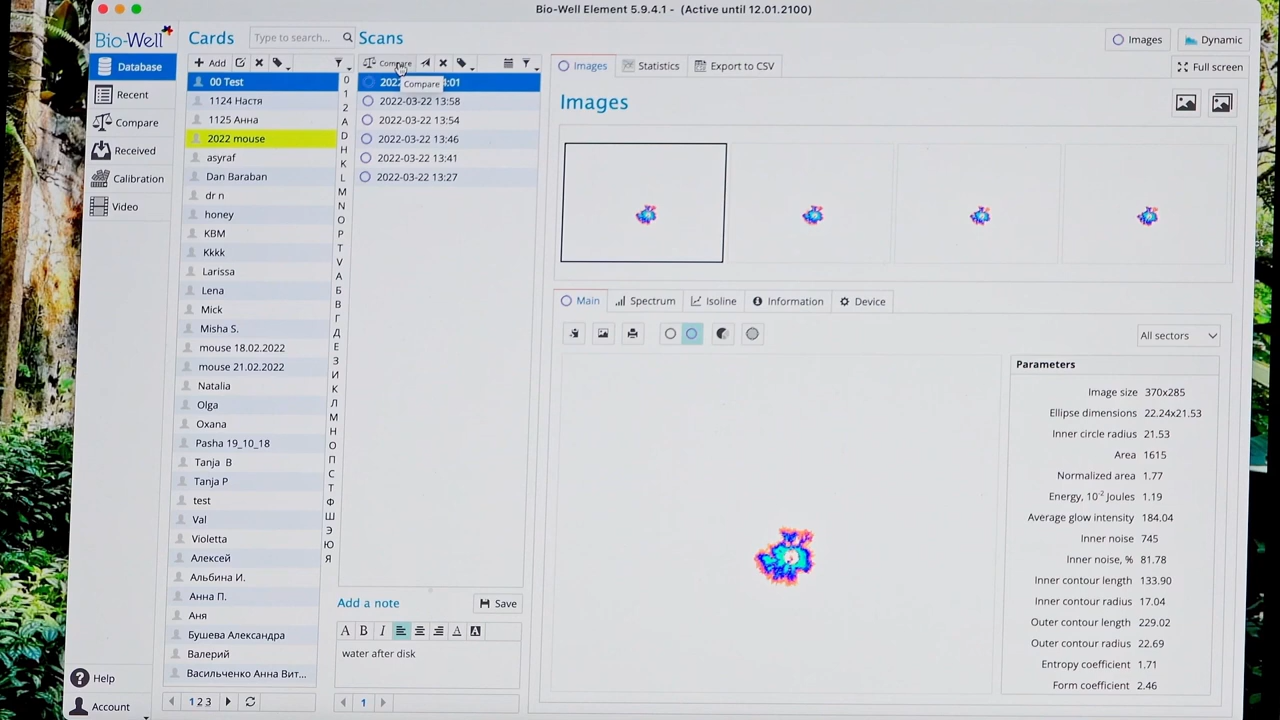 Bio-Well Element 5.9.4.1 - (Active until 12.01.2100)
Bio-Well
Database
Recent
Compare
Received
Calibration
Video
Help
Account
Cards
Type to search...
Add
00 Test
1124 Настя
1125 Анна
2022 mouse
asyraf
Dan Baraban
dr n
honey
KBM
Kkkk
Larissa
Lena
Mick
Misha S.
mouse 18.02.2022
mouse 21.02.2022
Natalia
Olga
Oxana
Pasha 19_10_18
Tanja B
Tanja P
test
Val
Violetta
Алексей
Альбина И.
Анна П.
Аня
Бушева Александра
Валерий
Васильченко Анна Вит...
1 2 3
0
1
2
A
D
H
K
L
M
N
O
P
T
V
А
Б
В
Г
Д
Е
З
И
К
Л
М
Н
О
П
С
Т
Ф
Ш
Э
Ю
Я
Scans
Compare
Compare
2022-03-22 13:58
2022-03-22 13:54
2022-03-22 13:46
2022-03-22 13:41
2022-03-22 13:27
Add a note
Save
A B I A A
water after disk
1
Images
Dynamic
Images
Statistics
Export to CSV
Full screen
Images
Main
Spectrum
Isoline
Information
Device
All sectors
Parameters
Image size 370x285
Ellipse dimensions 22.24x21.53
Inner circle radius 21.53
Area 1615
Normalized area 1.77
Energy, 10⁻² Joules 1.19
Average glow intensity 184.04
Inner noise 745
Inner noise, % 81.78
Inner contour length 133.90
Inner contour radius 17.04
Outer contour length 229.02
Outer contour radius 22.69
Entropy coefficient 1.71
Form coefficient 2.46